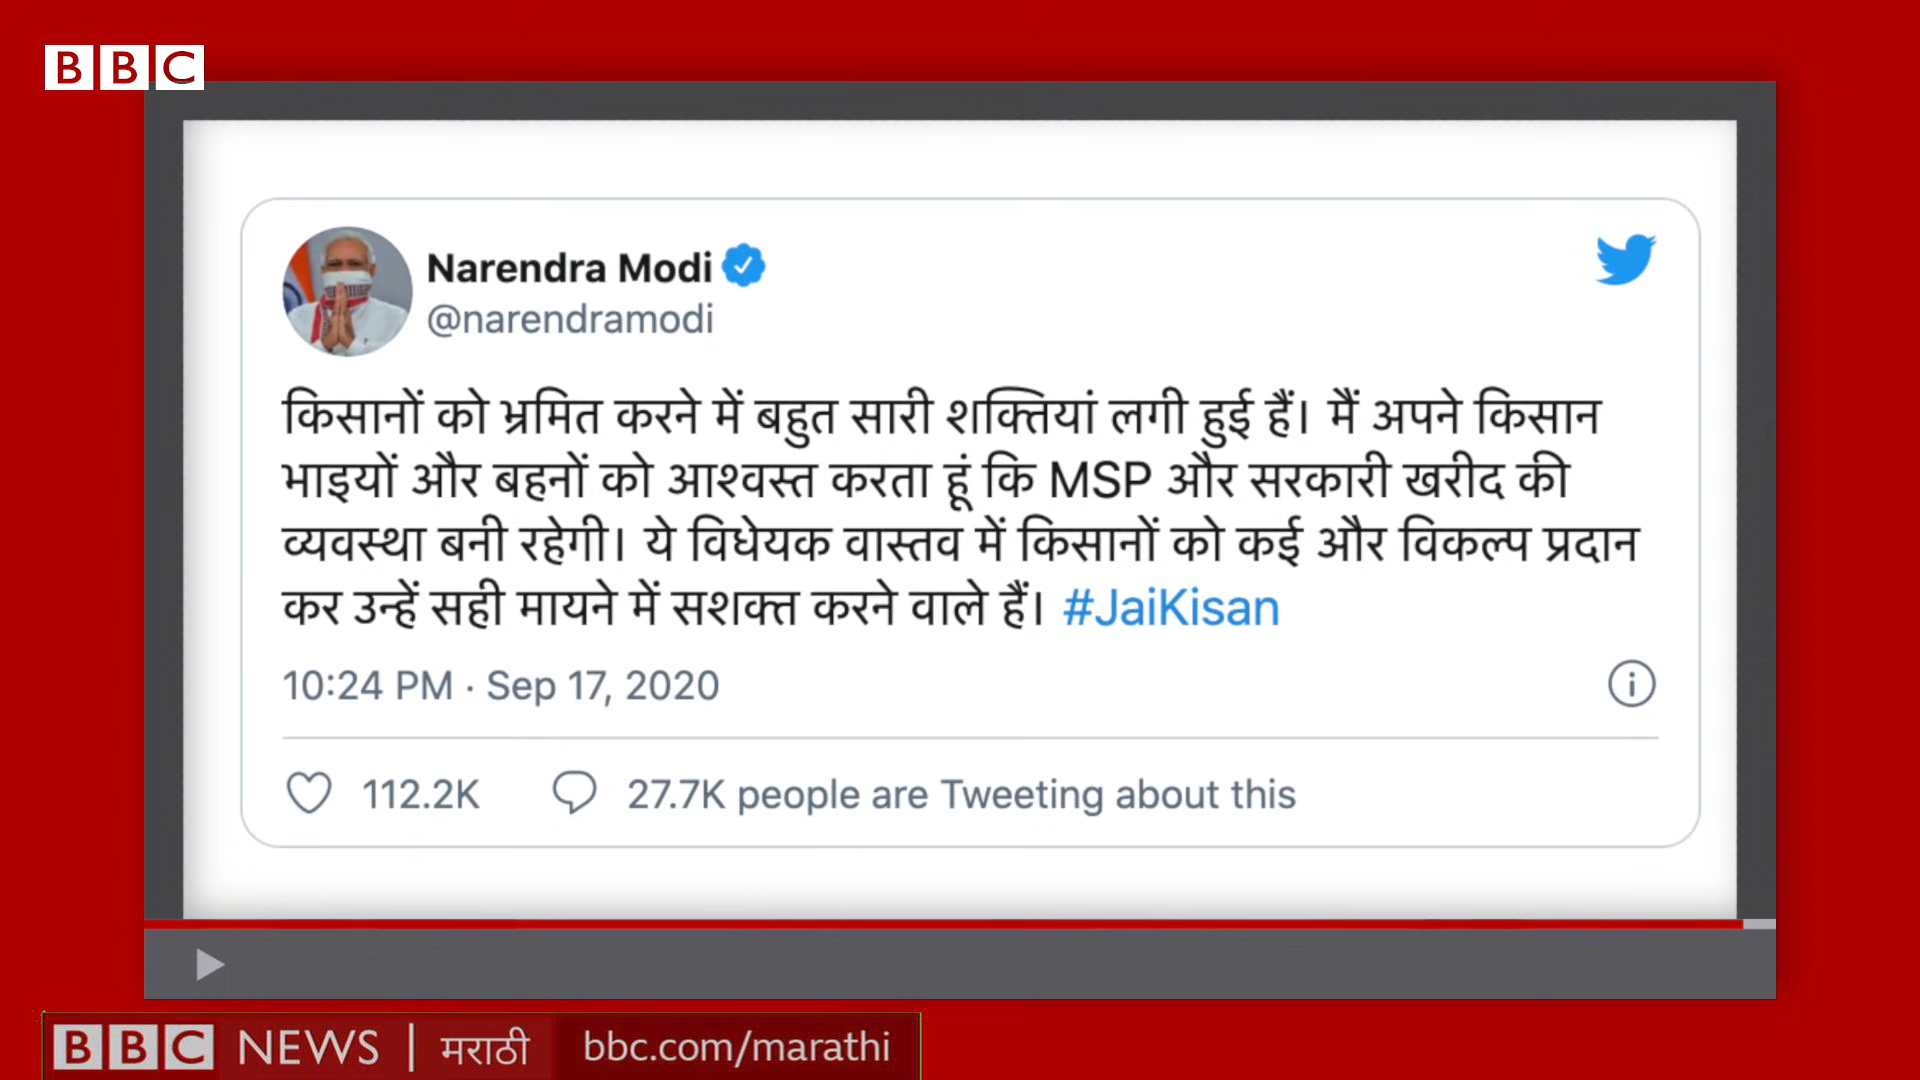 BBC
Narendra Modi
@narendramodi
किसानों को भ्रमित करने में बहुत सारी शक्तियां लगी हुई हैं। मैं अपने किसान
भाइयों और बहनों को आश्वस्त करता हूं कि MSP और सरकारी खरीद की
व्यवस्था बनी रहेगी। ये विधेयक वास्तव में किसानों को कई और विकल्प प्रदान
कर उन्हें सही मायने में सशक्त करने वाले हैं। #JaiKisan
10:24 PM · Sep 17, 2020
112.2K 27.7K people are Tweeting about this
BBC NEWS | मराठी bbc.com/marathi